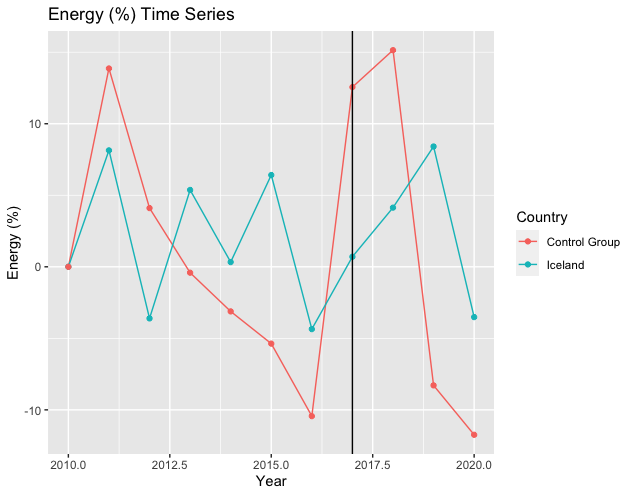 Energy (%) Time Series
10
0
-10
Energy (%)
2010.0 2012.5 2015.0 2017.5 2020.0
Year
Country
Control Group
Iceland